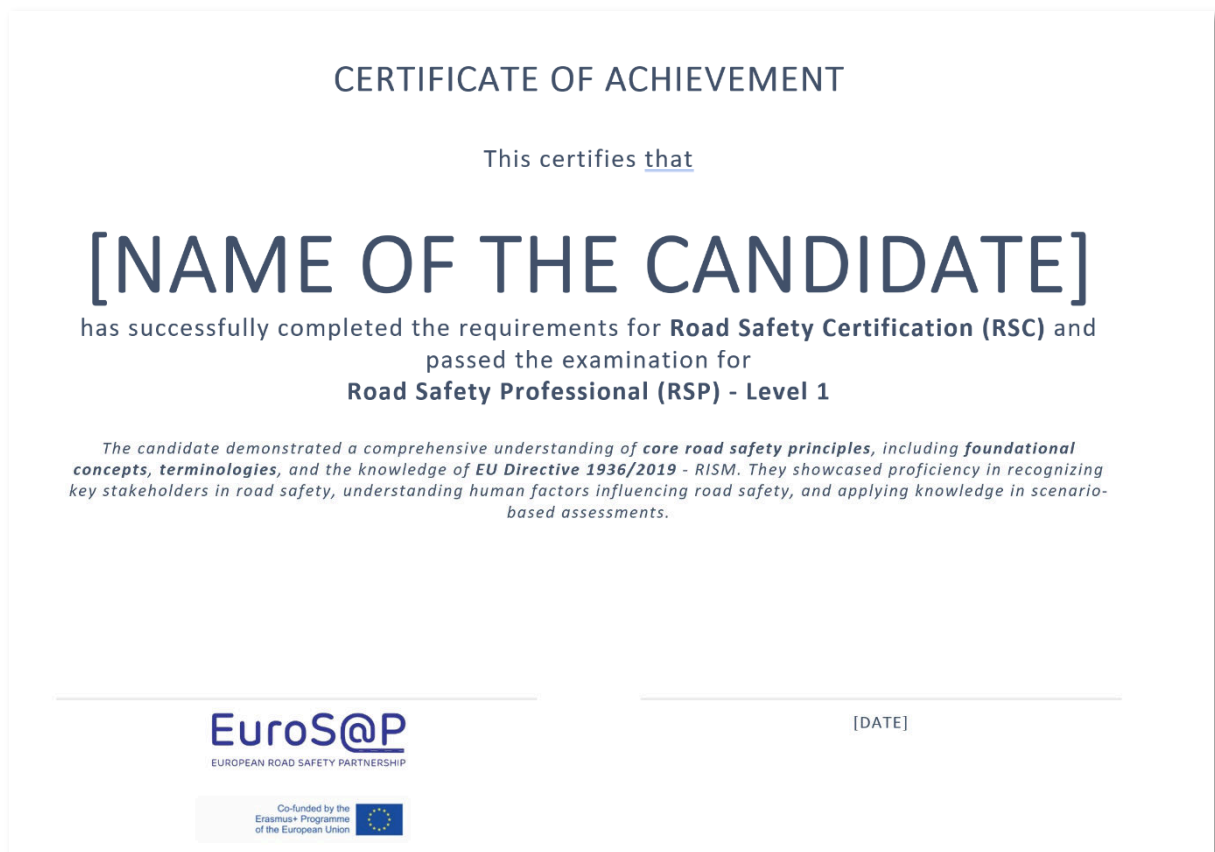 CERTIFICATE OF ACHIEVEMENT
This certifies that
[NAME OF THE CANDIDATE]
has successfully completed the requirements for Road Safety Certification (RSC) and
passed the examination for
Road Safety Professional (RSP) - Level 1
The candidate demonstrated a comprehensive understanding of core road safety principles, including foundational
concepts, terminologies, and the knowledge of EU Directive 1936/2019 - RISM. They showcased proficiency in recognizing
key stakeholders in road safety, understanding human factors influencing road safety, and applying knowledge in scenario-
based assessments.
EuroS@P
EUROPEAN ROAD SAFETY PARTNERSHIP
[DATE]
Co-funded by the
Erasmus+ Programme
of the European Union